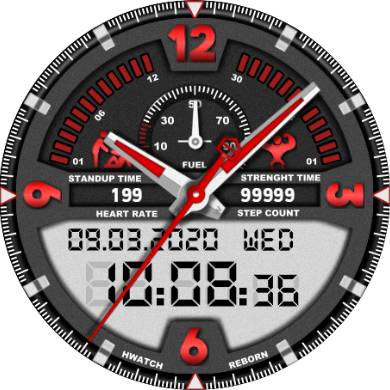 12
12 30
06
50
30 70
10 90
01 FUEL 01
STANDUP TIME STRENGHT TIME
9 199 99999 3
HEART RATE STEP COUNT
09.03.2020 WED
10:08:36
6
HWATCH REBORN